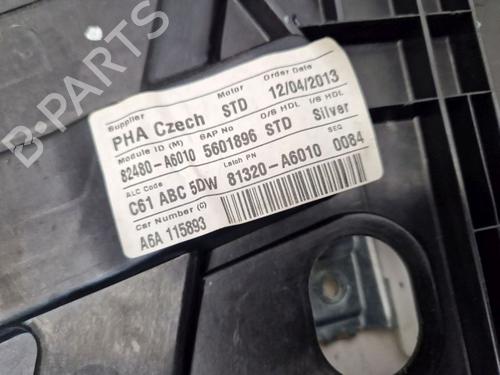 Supplier Motor Order Date
PHA Czech STD 12/04/2013
Module ID (M) SAP No O/S HDL I/S HDL
82480-A6010 5601896 STD Silver
ALC Code Latch PN SEQ
C61 ABC 5DW 81320-A6010 0084
Car Number (C)
A6A 115893
B-PARTS